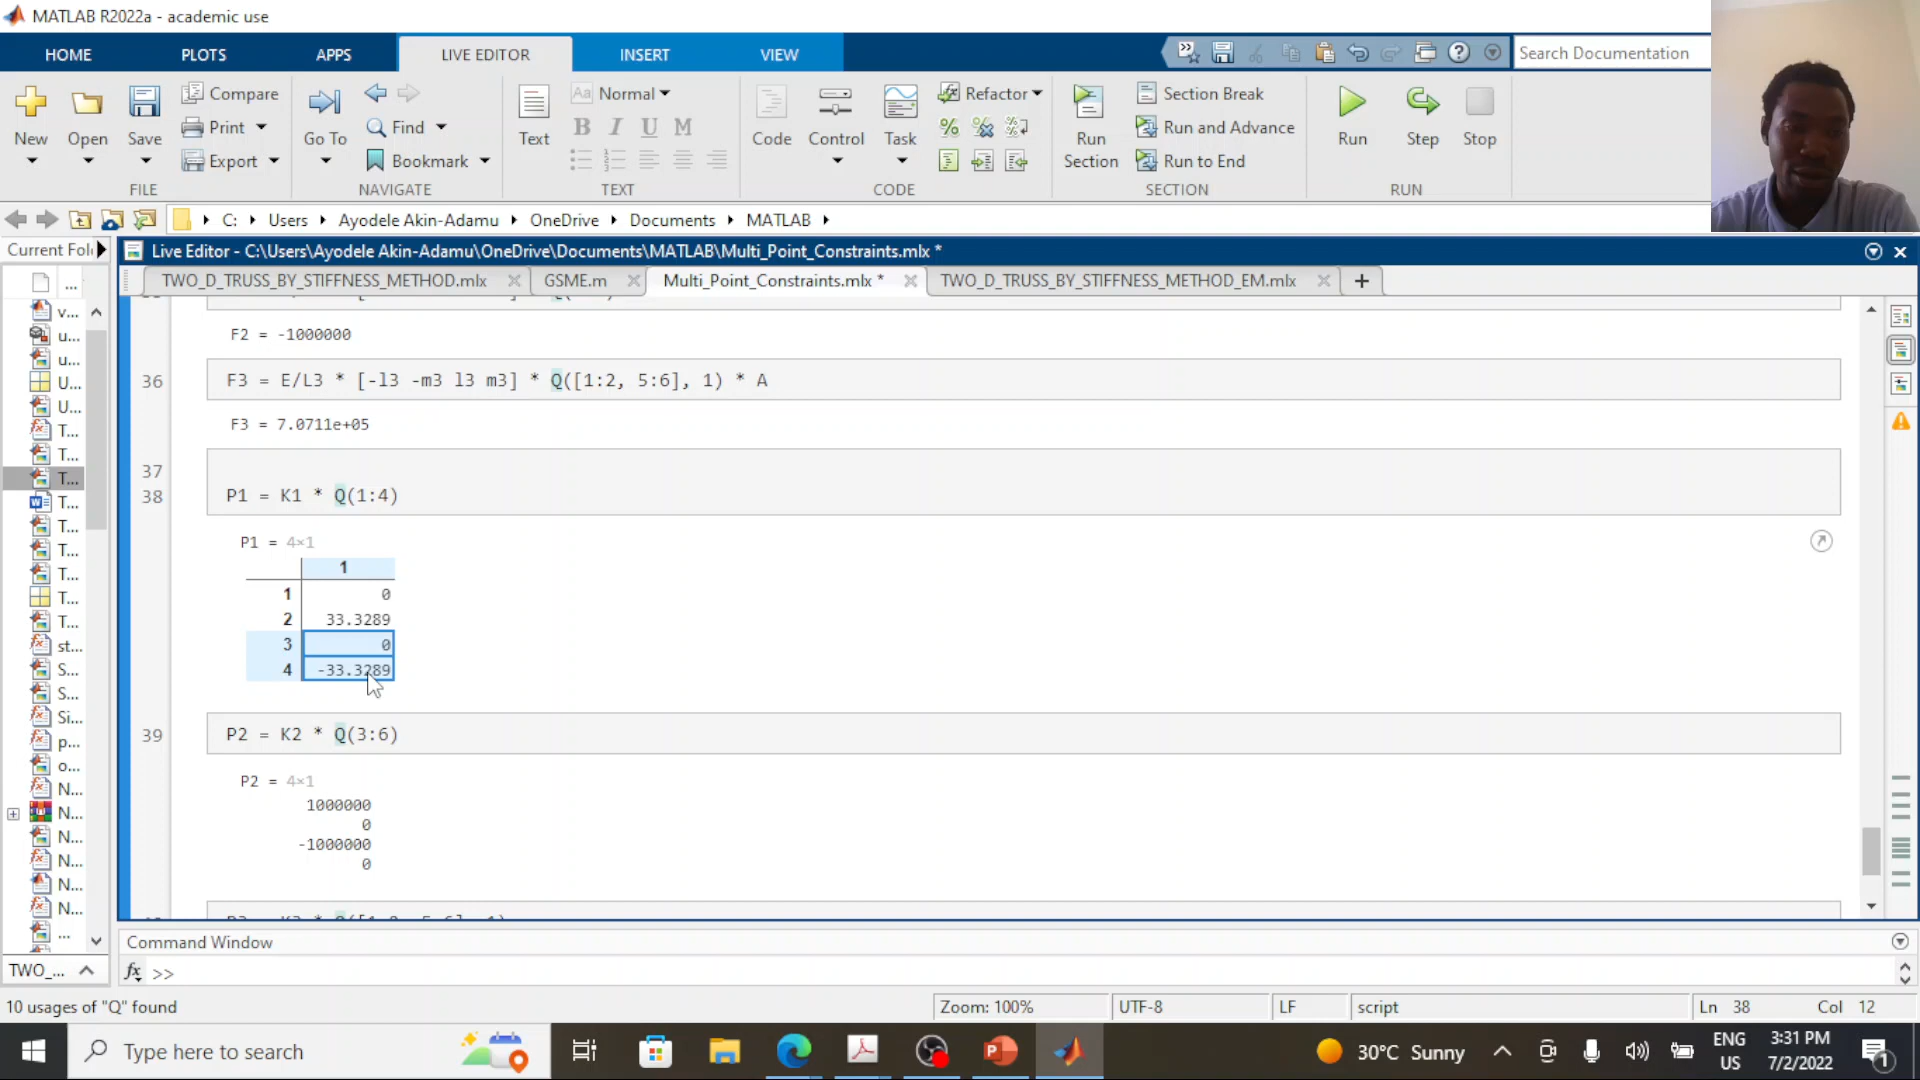 MATLAB R2022a - academic use
HOME PLOTS APPS LIVE EDITOR INSERT VIEW Search Documentation
New Open Save Compare Print Export
FILE
Go To Find Bookmark
NAVIGATE
Text Aa Normal B I U M
TEXT
Code Control Task Refactor
CODE
Run Section Section Break Run and Advance Run to End
SECTION
Run Step Stop
RUN
C: Users Ayodele Akin-Adamu OneDrive Documents MATLAB
Current Fol
Live Editor - C:\Users\Ayodele Akin-Adamu\OneDrive\Documents\MATLAB\Multi_Point_Constraints.mlx *
TWO_D_TRUSS_BY_STIFFNESS_METHOD.mlx GSME.m Multi_Point_Constraints.mlx * TWO_D_TRUSS_BY_STIFFNESS_METHOD_EM.mlx +
...
v...
u...
u...
U...
U...
T...
T...
T...
T...
T...
T...
T...
T...
T...
st...
S...
S...
Si...
p...
o...
N...
N...
N...
N...
N...
N...
...
TWO_...
F2 = -1000000
36 F3 = E/L3 * [-l3 -m3 l3 m3] * Q([1:2, 5:6], 1) * A
F3 = 7.0711e+05
37
38 P1 = K1 * Q(1:4)
P1 = 4×1
1
1 0
2 33.3289
3 0
4 -33.3289
39 P2 = K2 * Q(3:6)
P2 = 4×1
1000000
0
-1000000
0
Command Window
fx >>
10 usages of "Q" found Zoom: 100% UTF-8 LF script Ln 38 Col 12
Type here to search 30°C Sunny ENG US 3:31 PM 7/2/2022 1